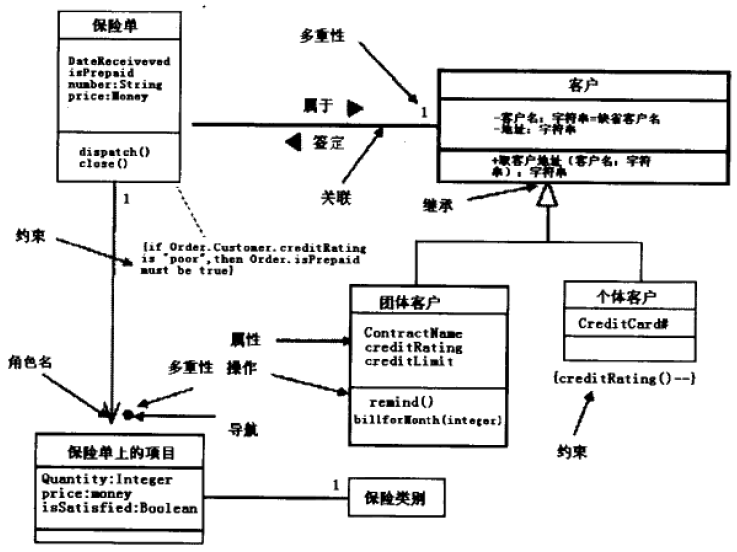 保险单
DateReceiveved
isPrepaid
number:String
price:Money
dispatch()
close()
1
多重性
属于
签定
1
关联
客户
-客户名：字符串=缺省客户名
-地址：字符串
+取客户地址（客户名：字符
串）：字符串
继承
约束
{if Order.Customer.creditRating
is "poor",then Order.isPrepaid
must be true}
团体客户
ContractName
creditRating
creditLimit
remind()
billforMonth(integer)
个体客户
CreditCard#
{creditRating()--}
约束
属性
多重性 操作
角色名
导航
保险单上的项目
Quantity:Integer
price:money
isSatisfied:Boolean
1
保险类别